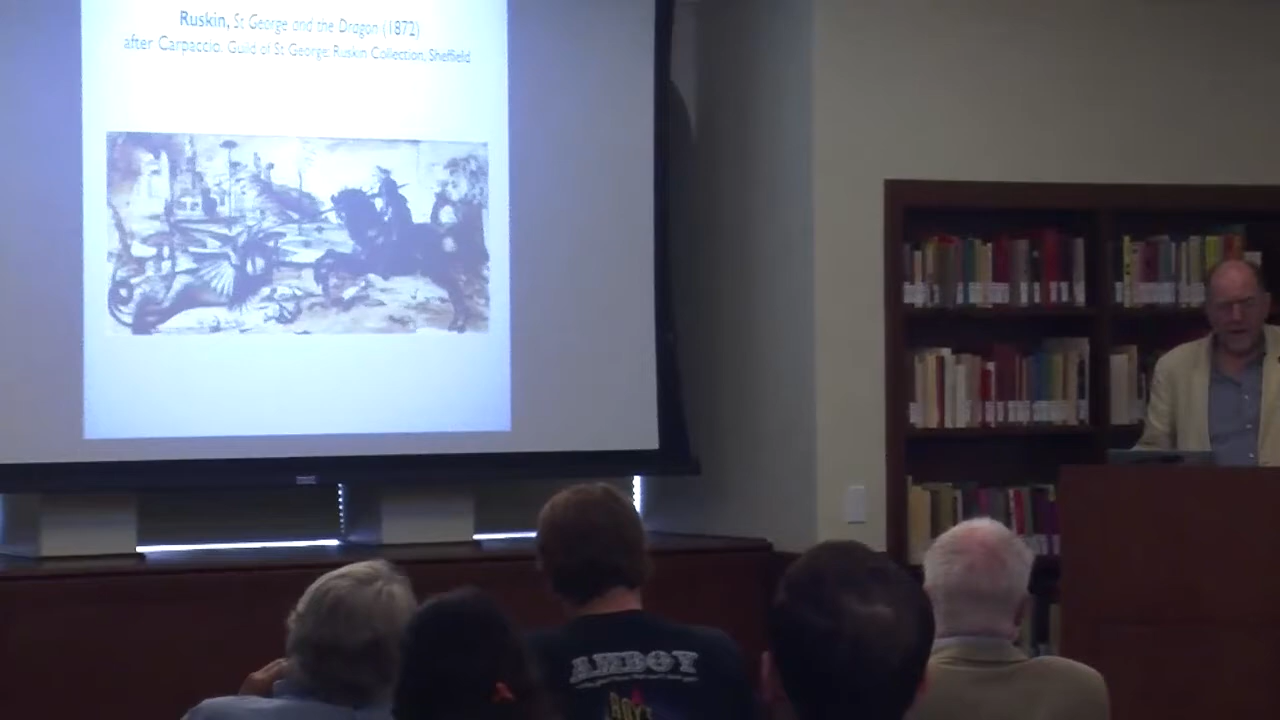 Ruskin, St George and the Dragon (1872)
after Carpaccio. Guild of St George: Ruskin Collection, Sheffield
AMBOY